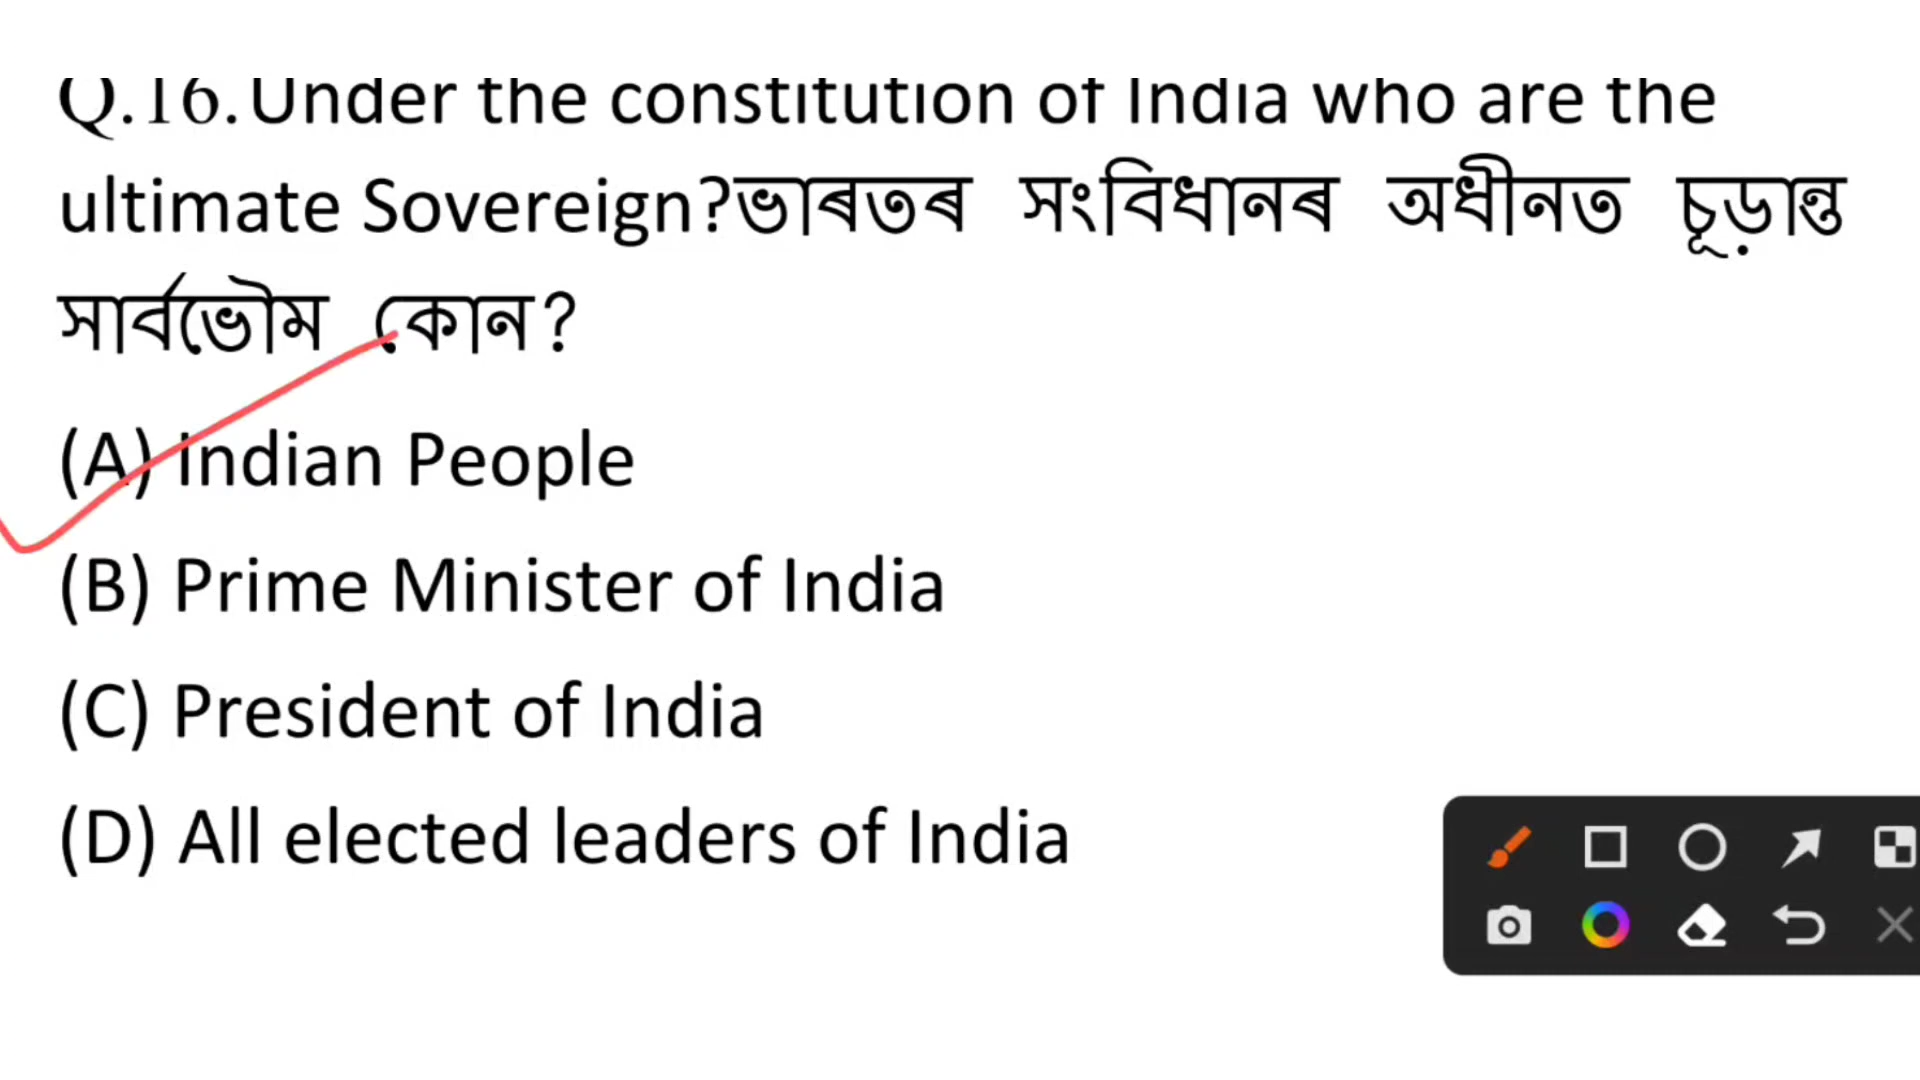 Q.16.Under the constitution of India who are the
ultimate Sovereign?ভাৰতৰ সংবিধানৰ অধীনত চূড়ান্ত
সাৰ্বভৌম কোন?
(A) Indian People
(B) Prime Minister of India
(C) President of India
(D) All elected leaders of India